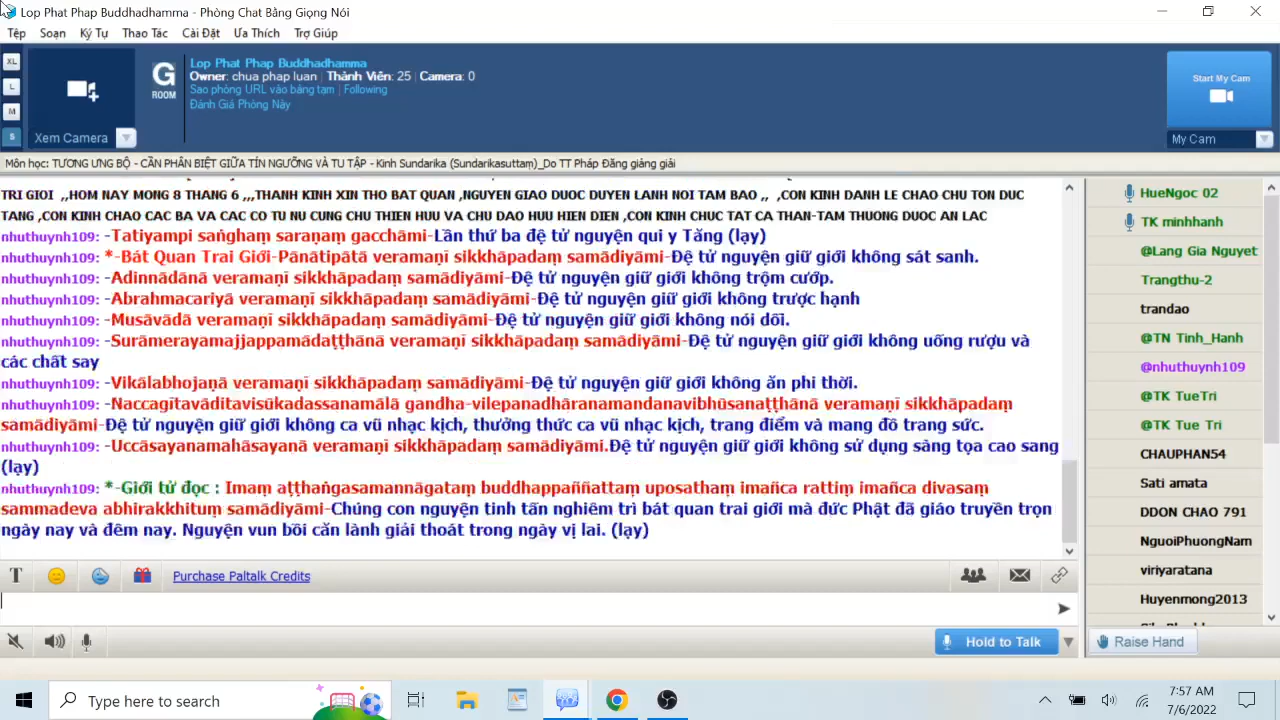 Lop Phat Phap Buddhadhamma - Phòng Chat Bằng Giọng Nói
Tệp Soạn Ký Tự Thao Tác Cài Đặt Ưa Thích Trợ Giúp
XL
L
M
S
Xem Camera
G
ROOM
Lop Phat Phap Buddhadhamma
Owner: chua phap luan | Thành Viên: 25 | Camera: 0
Sao phòng URL vào bảng tạm | Following
Đánh Giá Phòng Này
Start My Cam
My Cam
Môn học: TƯƠNG ƯNG BỘ - CẦN PHÂN BIỆT GIỮA TÍN NGƯỠNG VÀ TU TẬP - Kinh Sundarika (Sundarikasuttaṃ)_Do TT Pháp Đăng giảng giải
TRI GIOI ,,HOM NAY MONG 8 THANG 6 ,,,THANH KINH XIN THO BAT QUAN ,NGUYEN GIAO DUOC DUYEN LANH NOI TAM BAO ,, ,CON KINH DANH LE CHAO CHU TON DUC
TANG ,CON KINH CHAO CAC BA VA CAC CO TU NU CUNG CHU THIEN HUU VA CHU DAO HUU HIEN DIEN ,CON KINH CHUC TAT CA THAN-TAM THUONG DUOC AN LAC
nhuthuynh109: -Tatiyampi saṅghaṃ saraṇaṃ gacchāmi-Lần thứ ba đệ tử nguyện qui y Tăng (lạy)
nhuthuynh109: *-Bát Quan Trai Giới-Pānātipātā veramaṇī sikkhāpadaṃ samādiyāmi-Đệ tử nguyện giữ giới không sát sanh.
nhuthuynh109: -Adinnādānā veramaṇī sikkhāpadaṃ samādiyāmi-Đệ tử nguyện giữ giới không trộm cướp.
nhuthuynh109: -Abrahmacariyā veramaṇī sikkhāpadaṃ samādiyāmi-Đệ tử nguyện giữ giới không trược hạnh
nhuthuynh109: -Musāvādā veramaṇī sikkhāpadaṃ samādiyāmi-Đệ tử nguyện giữ giới không nói dối.
nhuthuynh109: -Surāmerayamajjappamādaṭṭhānā veramaṇī sikkhāpadaṃ samādiyāmi-Đệ tử nguyện giữ giới không uống rượu và
các chất say
nhuthuynh109: -Vikālabhojaṇā veramaṇī sikkhāpadaṃ samādiyāmi-Đệ tử nguyện giữ giới không ăn phi thời.
nhuthuynh109: -Naccagītavāditavisūkadassanamālā gandha-vilepanadhāranamandanavibhūsanaṭṭhānā veramaṇī sikkhāpadaṃ
samādiyāmi-Đệ tử nguyện giữ giới không ca vũ nhạc kịch, thưởng thức ca vũ nhạc kịch, trang điểm và mang đồ trang sức.
nhuthuynh109: -Uccāsayanamahāsayanā veramaṇī sikkhāpadaṃ samādiyāmi.Đệ tử nguyện giữ giới không sử dụng sàng tọa cao sang
(lạy)
nhuthuynh109: *-Giới tử đọc : Imaṃ aṭṭhaṅgasamannāgataṃ buddhappaññattaṃ uposathaṃ imañca rattiṃ imañca divasaṃ
sammadeva abhirakkhituṃ samādiyāmi-Chúng con nguyện tinh tấn nghiêm trì bát quan trai giới mà đức Phật đã giáo truyền trọn
ngày nay và đêm nay. Nguyện vun bồi căn lành giải thoát trong ngày vị lai. (lạy)
HueNgoc 02
TK minhhanh
@Lang Gia Nguyet
Trangthu-2
trandao
@TN Tinh_Hanh
@nhuthuynh109
@TK TueTri
@TK Tue Tri
CHAUPHAN54
Sati amata
DDON CHAO 791
NguoiPhuongNam
viriyaratana
Huyenmong2013
T Purchase Paltalk Credits
Hold to Talk
Raise Hand
Type here to search
7:57 AM
7/6/2022